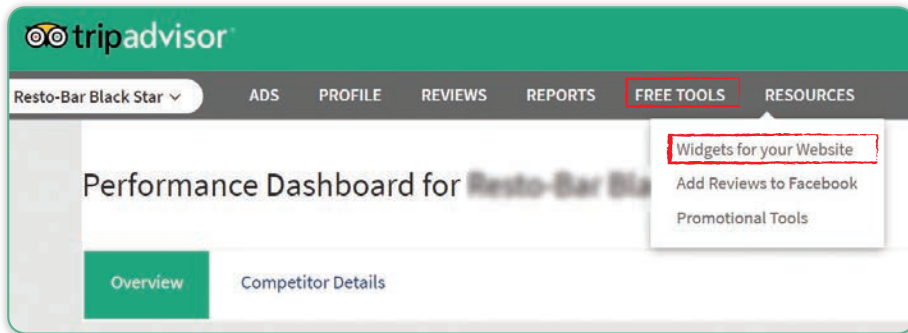 tripadvisor
Resto-Bar Black Star ADS PROFILE REVIEWS REPORTS FREE TOOLS RESOURCES
Widgets for your Website
Add Reviews to Facebook
Promotional Tools
Performance Dashboard for
Overview Competitor Details